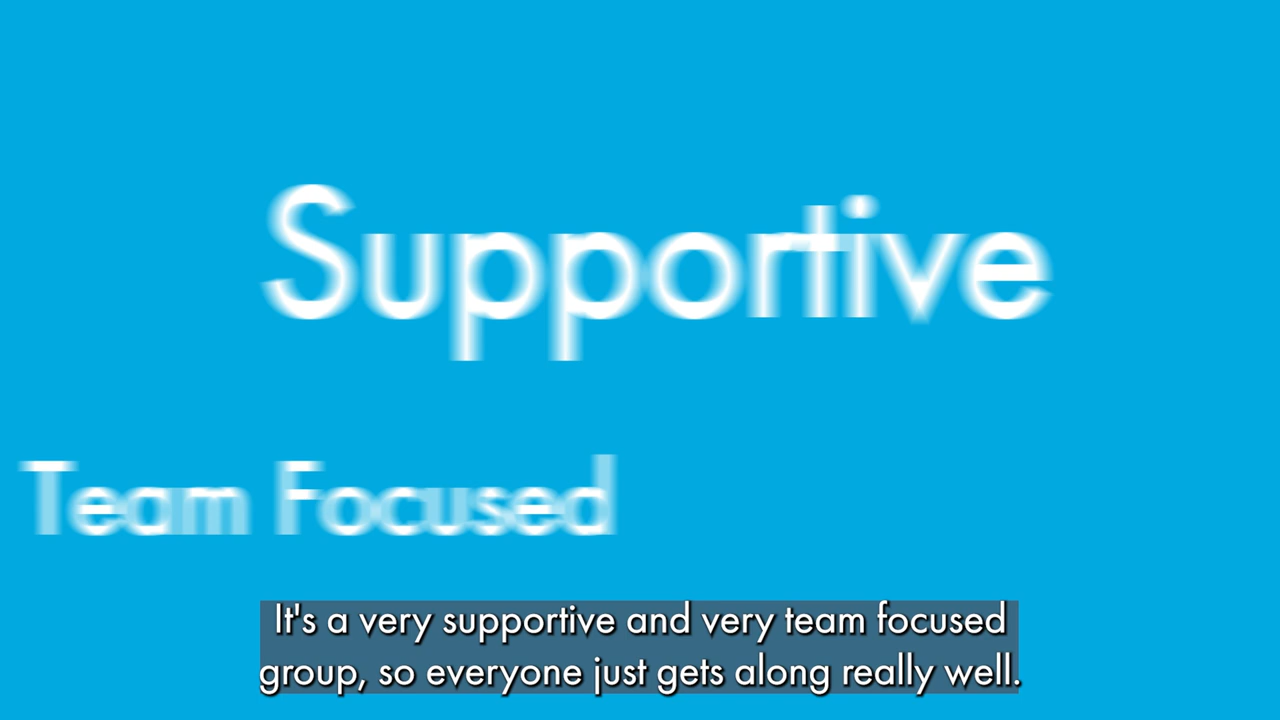 Supportive
Team Focused
It's a very supportive and very team focused
group, so everyone just gets along really well.